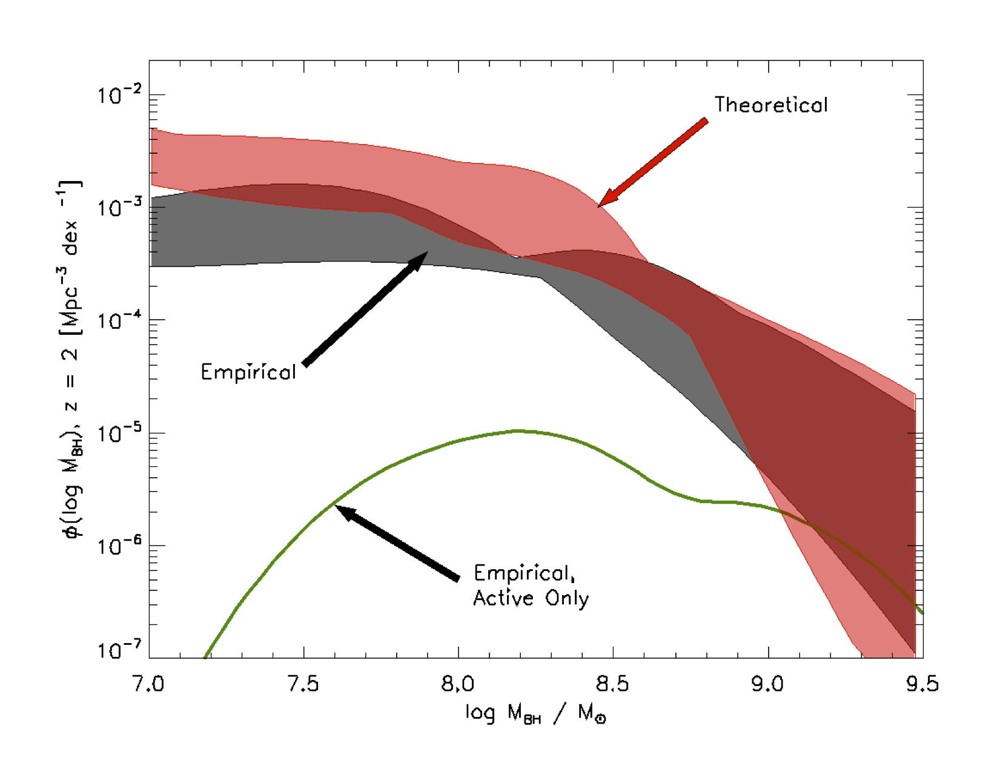 10⁻²
10⁻³
10⁻⁴
10⁻⁵
10⁻⁶
10⁻⁷
ϕ(log M_BH), z = 2 [Mpc⁻³ dex⁻¹]
Theoretical
Empirical
Empirical,
Active Only
7.0 7.5 8.0 8.5 9.0 9.5
log M_BH / M_⊙